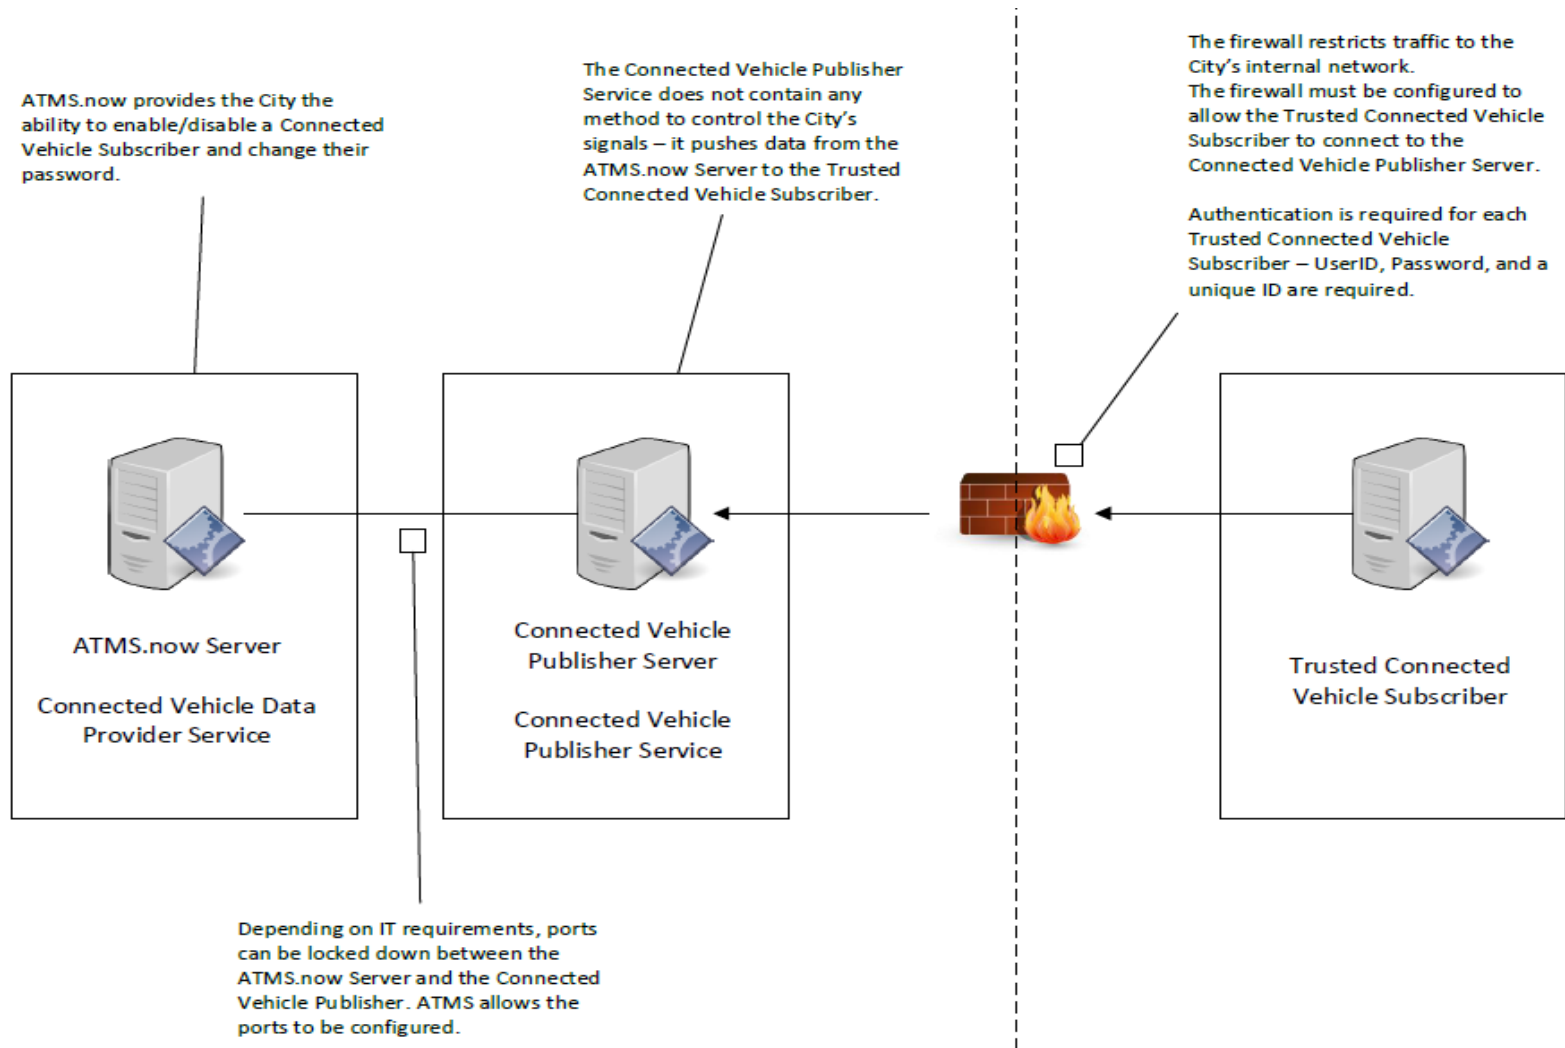 ATMS.now provides the City the
ability to enable/disable a Connected
Vehicle Subscriber and change their
password.
The Connected Vehicle Publisher
Service does not contain any
method to control the City's
signals – it pushes data from the
ATMS.now Server to the Trusted
Connected Vehicle Subscriber.
The firewall restricts traffic to the
City's internal network.
The firewall must be configured to
allow the Trusted Connected Vehicle
Subscriber to connect to the
Connected Vehicle Publisher Server.
Authentication is required for each
Trusted Connected Vehicle
Subscriber – UserID, Password, and a
unique ID are required.
ATMS.now Server
Connected Vehicle Data
Provider Service
Connected Vehicle
Publisher Server
Connected Vehicle
Publisher Service
Trusted Connected
Vehicle Subscriber
Depending on IT requirements, ports
can be locked down between the
ATMS.now Server and the Connected
Vehicle Publisher. ATMS allows the
ports to be configured.